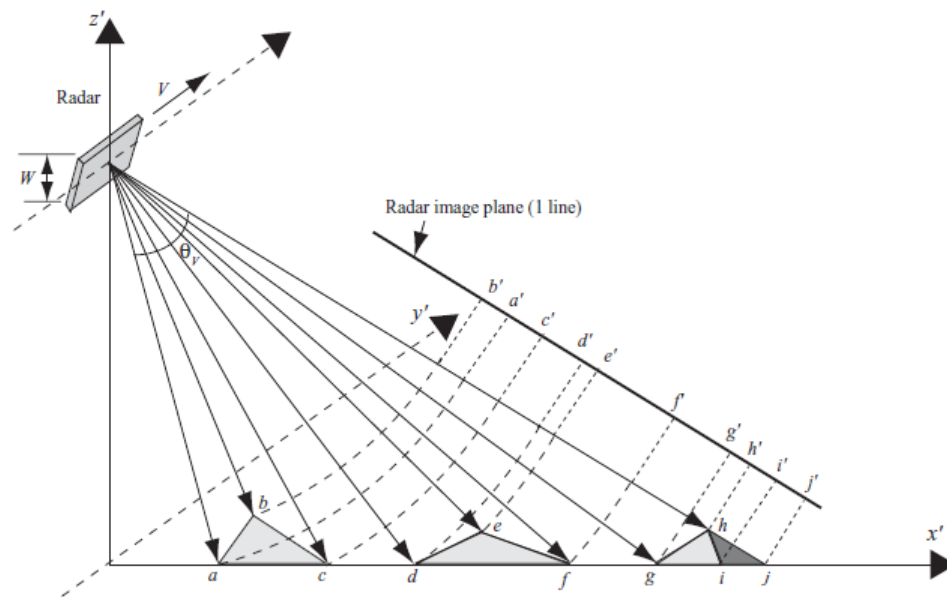 z'
V
Radar
W
Radar image plane (1 line)
θv
b'
a'
y'
c'
d'
e'
f'
g'
h'
i'
j'
b
e
h
x'
a
c
d
f
g
i
j